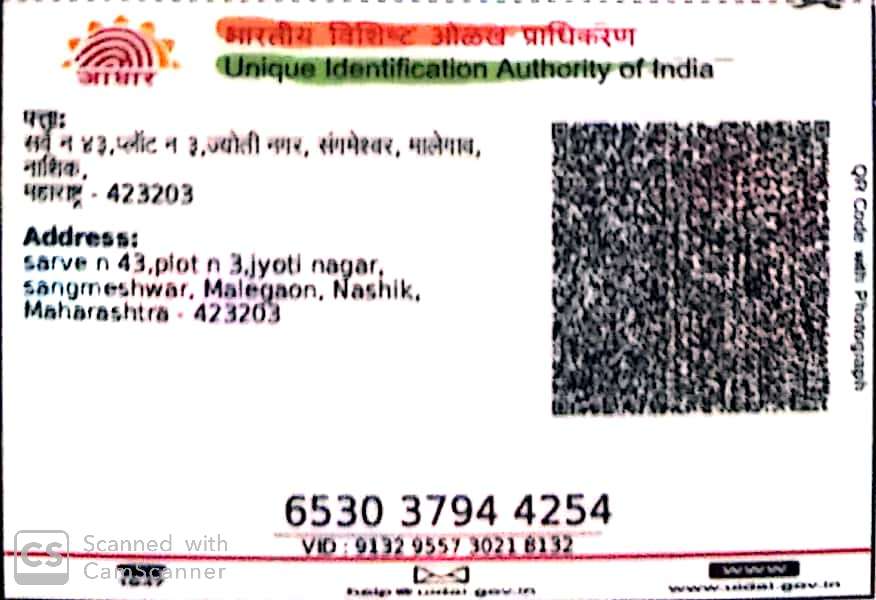 आधार
भारतीय विशिष्ट ओळख प्राधिकरण
Unique Identification Authority of India
पत्ता:
सर्वे न ४३,प्लॉट न ३,ज्योती नगर, संगमेश्वर, मालेगाव,
नाशिक,
महाराष्ट्र - 423203
Address:
sarve n 43,plot n 3,jyoti nagar,
sangmeshwar, Malegaon, Nashik,
Maharashtra - 423203
QR Code with Photograph
6530 3794 4254
VID : 9132 9557 3021 8132
CS Scanned with
CamScanner
1947
help@uidai.gov.in
www
www.uidai.gov.in